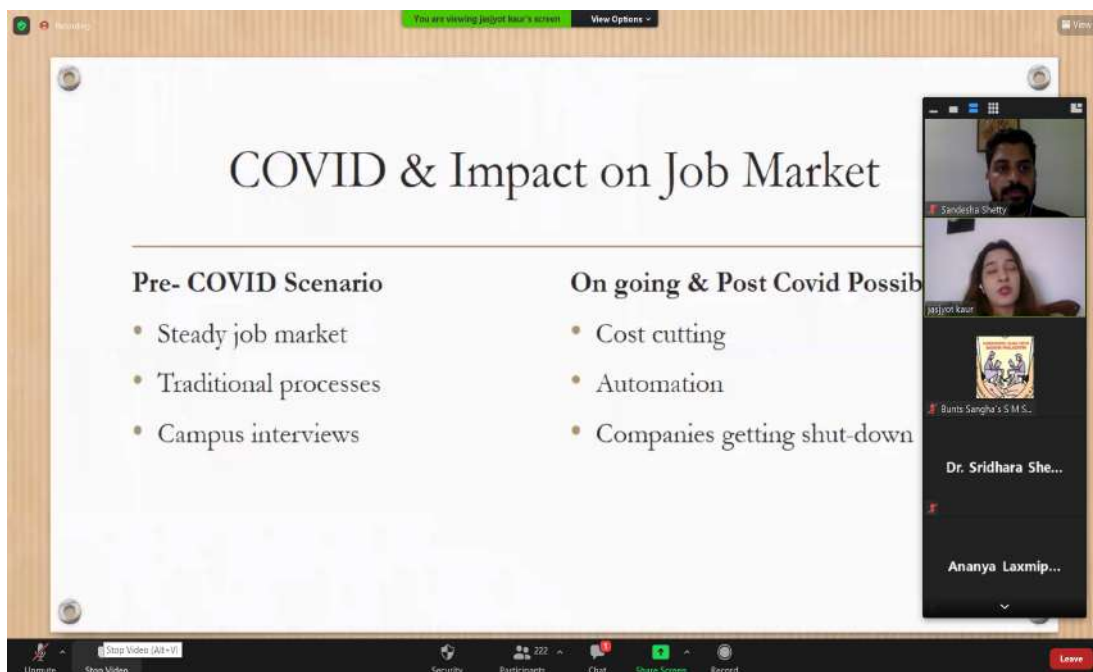 Recording
You are viewing jasjyot kaur's screen
View Options
View
COVID & Impact on Job Market
Pre- COVID Scenario
• Steady job market
• Traditional processes
• Campus interviews
On going & Post Covid Possib
• Cost cutting
• Automation
• Companies getting shut-down
Sandesha Shetty
jasjyot kaur
Bunts Sangha's S M S...
Dr. Sridhara She...
Ananya Laxmip...
Stop Video (Alt+V)
Unmute
Stop Video
Security
222
Participants
1
Chat
Share Screen
Record
Leave